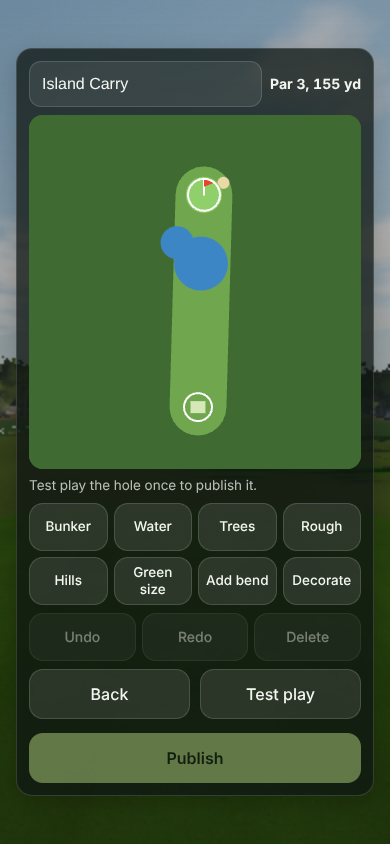 Island Carry
Par 3, 155 yd
Test play the hole once to publish it.
Bunker
Water
Trees
Rough
Hills
Green
size
Add bend
Decorate
Undo
Redo
Delete
Back
Test play
Publish